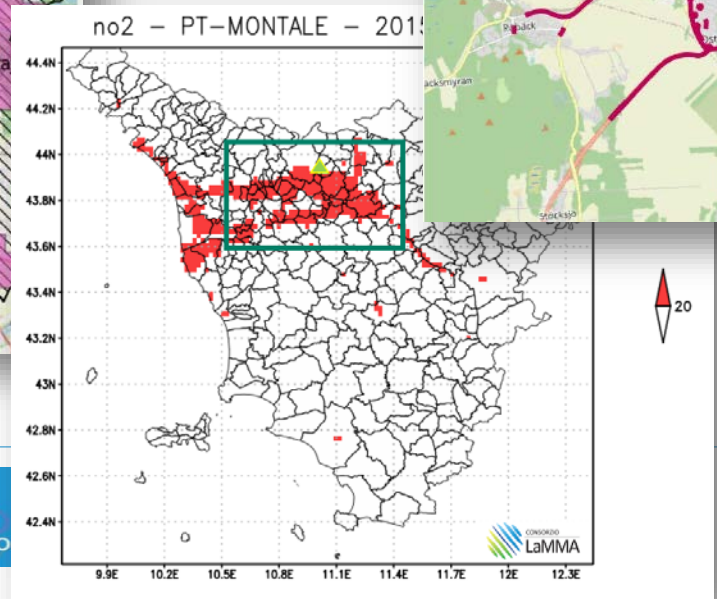 no2 – PT–MONTALE – 2015
44.4N
44.2N
44N
43.8N
43.6N
43.4N
43.2N
43N
42.8N
42.6N
42.4N
9.9E 10.2E 10.5E 10.8E 11.1E 11.4E 11.7E 12E 12.3E
20
CONSORZIO
LaMMA
Stocksjö